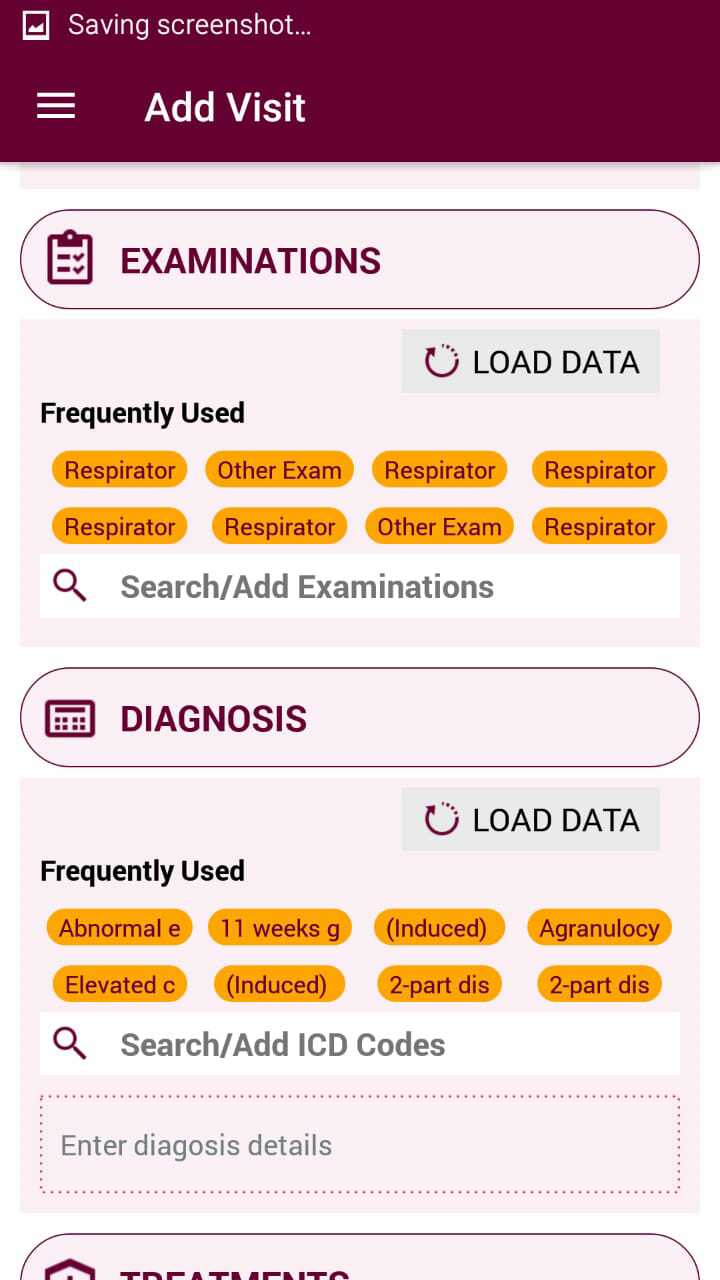 Saving screenshot...
Add Visit
EXAMINATIONS
LOAD DATA
Frequently Used
Respirator Other Exam Respirator Respirator
Respirator Respirator Other Exam Respirator
Search/Add Examinations
DIAGNOSIS
LOAD DATA
Frequently Used
Abnormal e 11 weeks g (Induced) Agranulocy
Elevated c (Induced) 2-part dis 2-part dis
Search/Add ICD Codes
Enter diagosis details
TREATMENTS